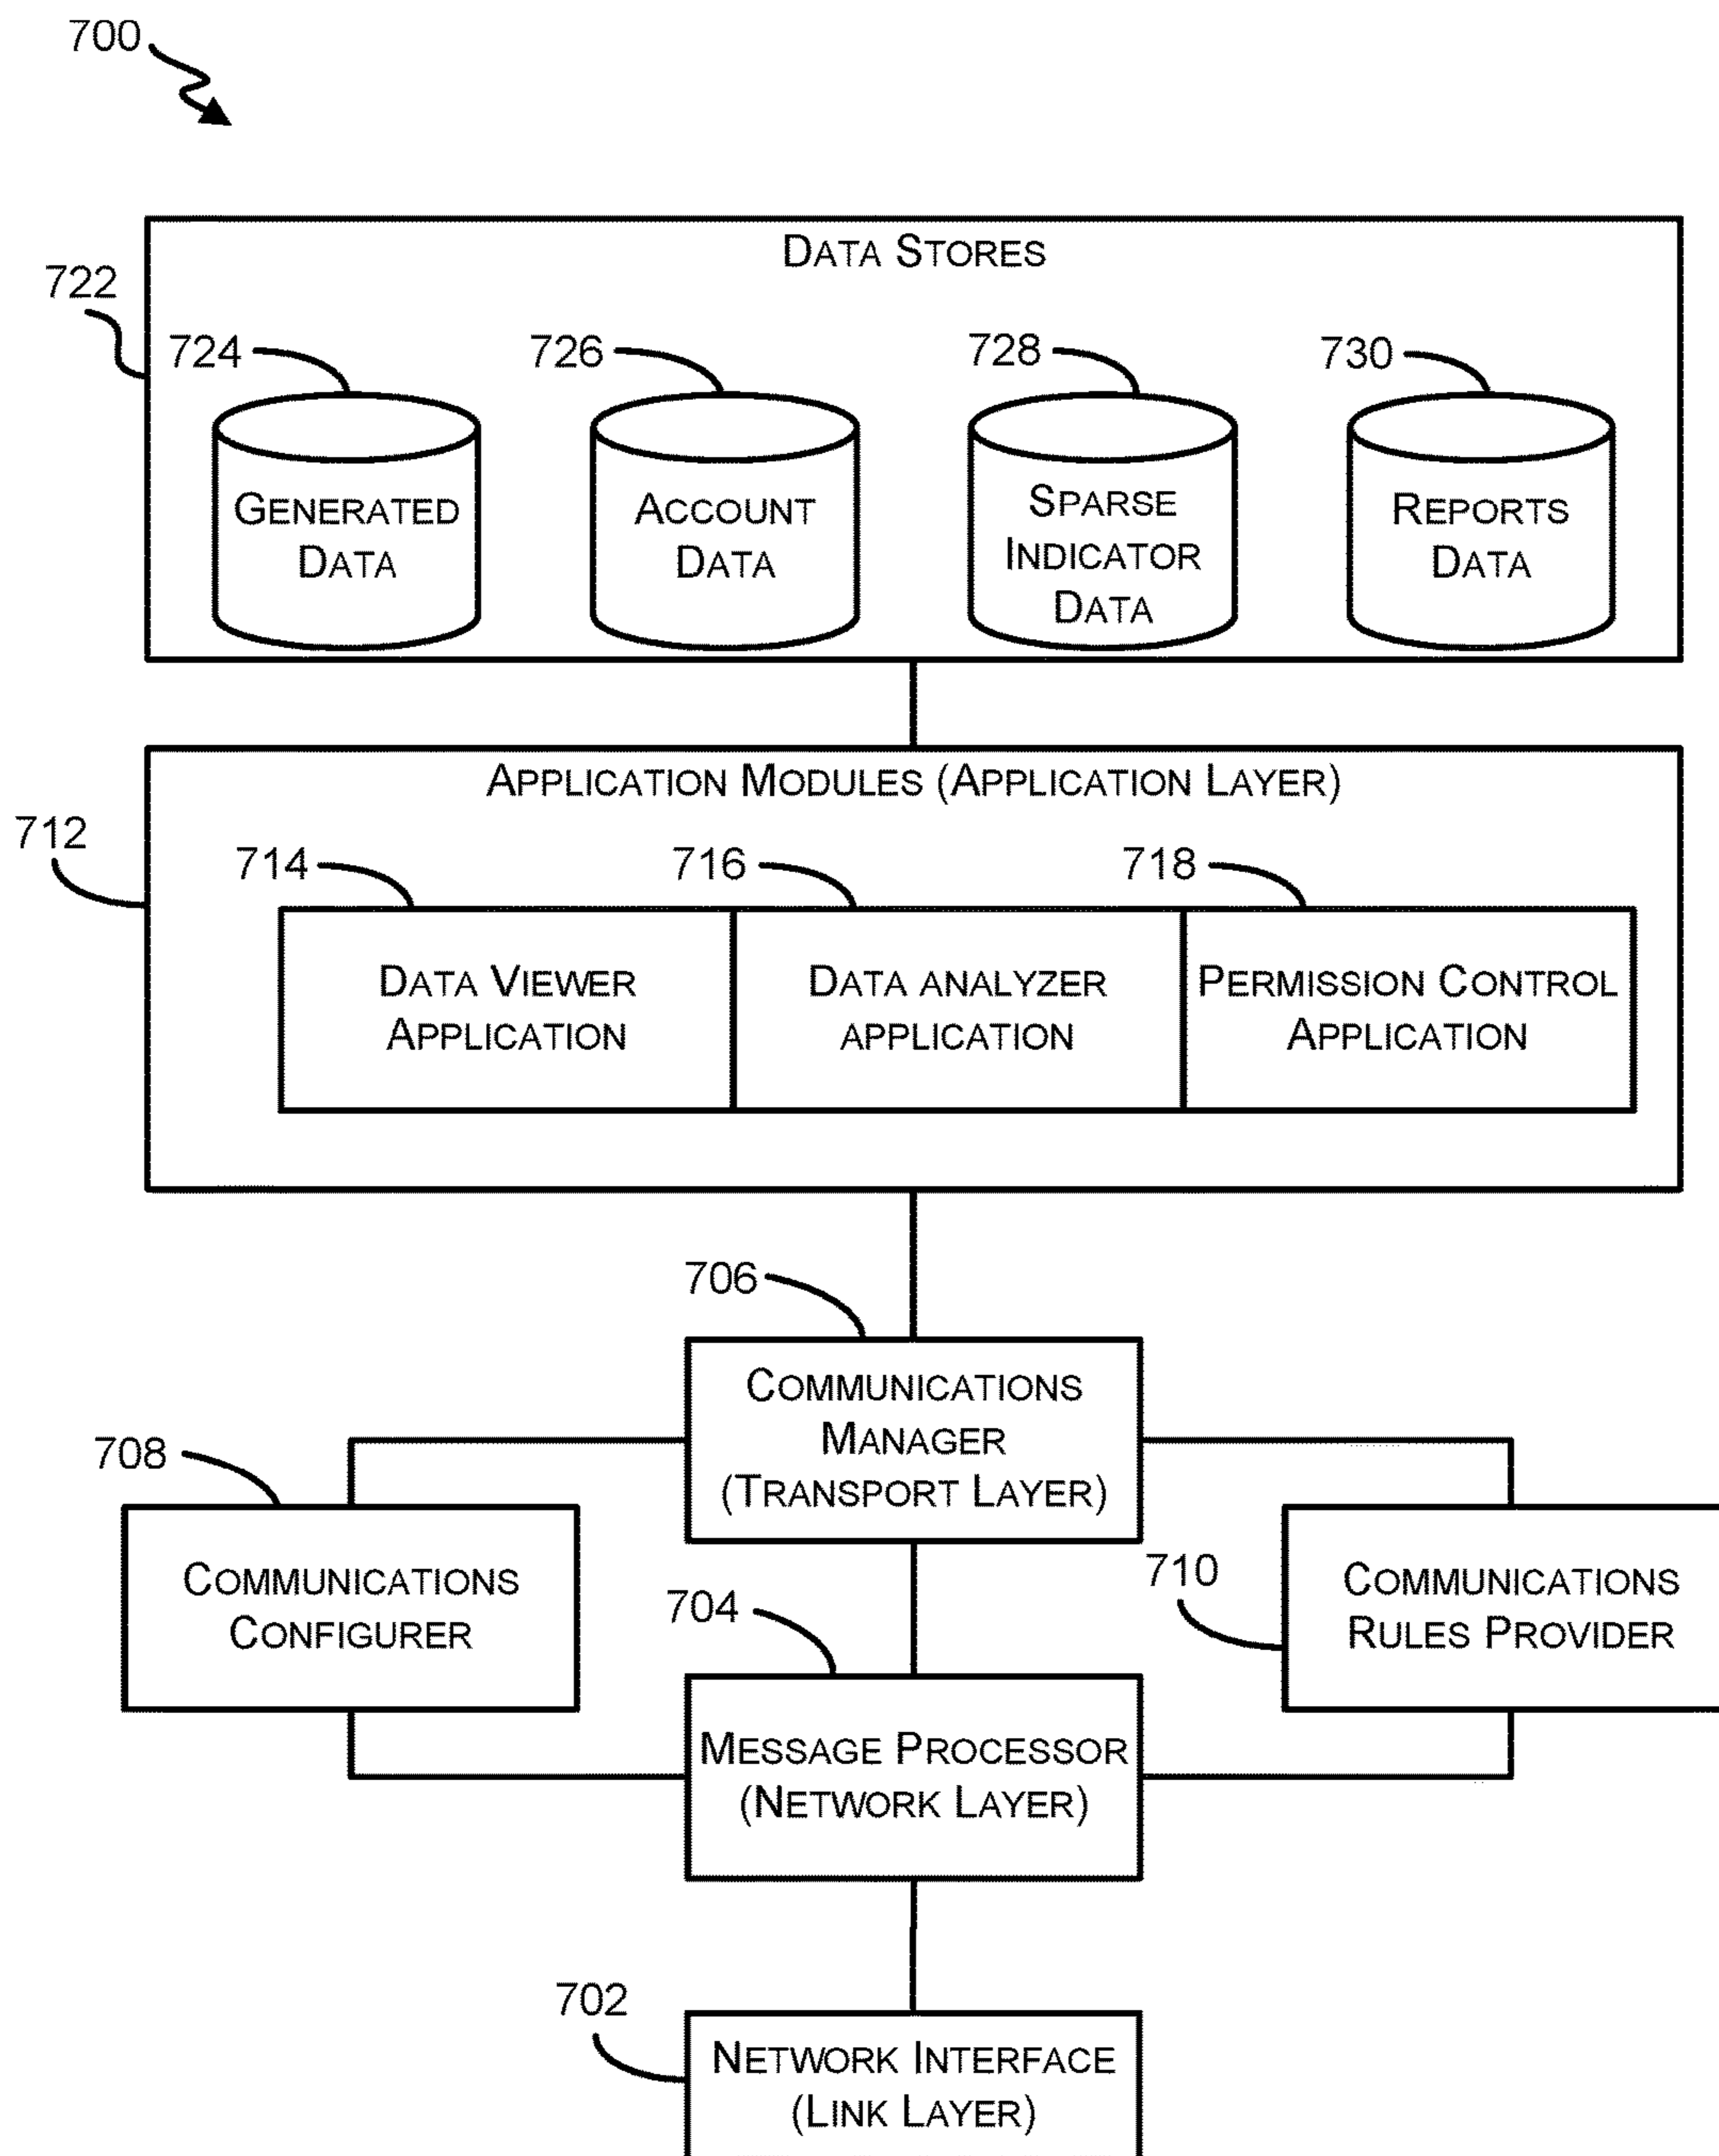 700
DATA STORES
722
724
726
728
730
GENERATED
DATA
ACCOUNT
DATA
SPARSE
INDICATOR
DATA
REPORTS
DATA
APPLICATION MODULES (APPLICATION LAYER)
712
714
716
718
DATA VIEWER
APPLICATION
DATA ANALYZER
APPLICATION
PERMISSION CONTROL
APPLICATION
706
COMMUNICATIONS
MANAGER
(TRANSPORT LAYER)
708
COMMUNICATIONS
CONFIGURER
710
COMMUNICATIONS
RULES PROVIDER
704
MESSAGE PROCESSOR
(NETWORK LAYER)
702
NETWORK INTERFACE
(LINK LAYER)